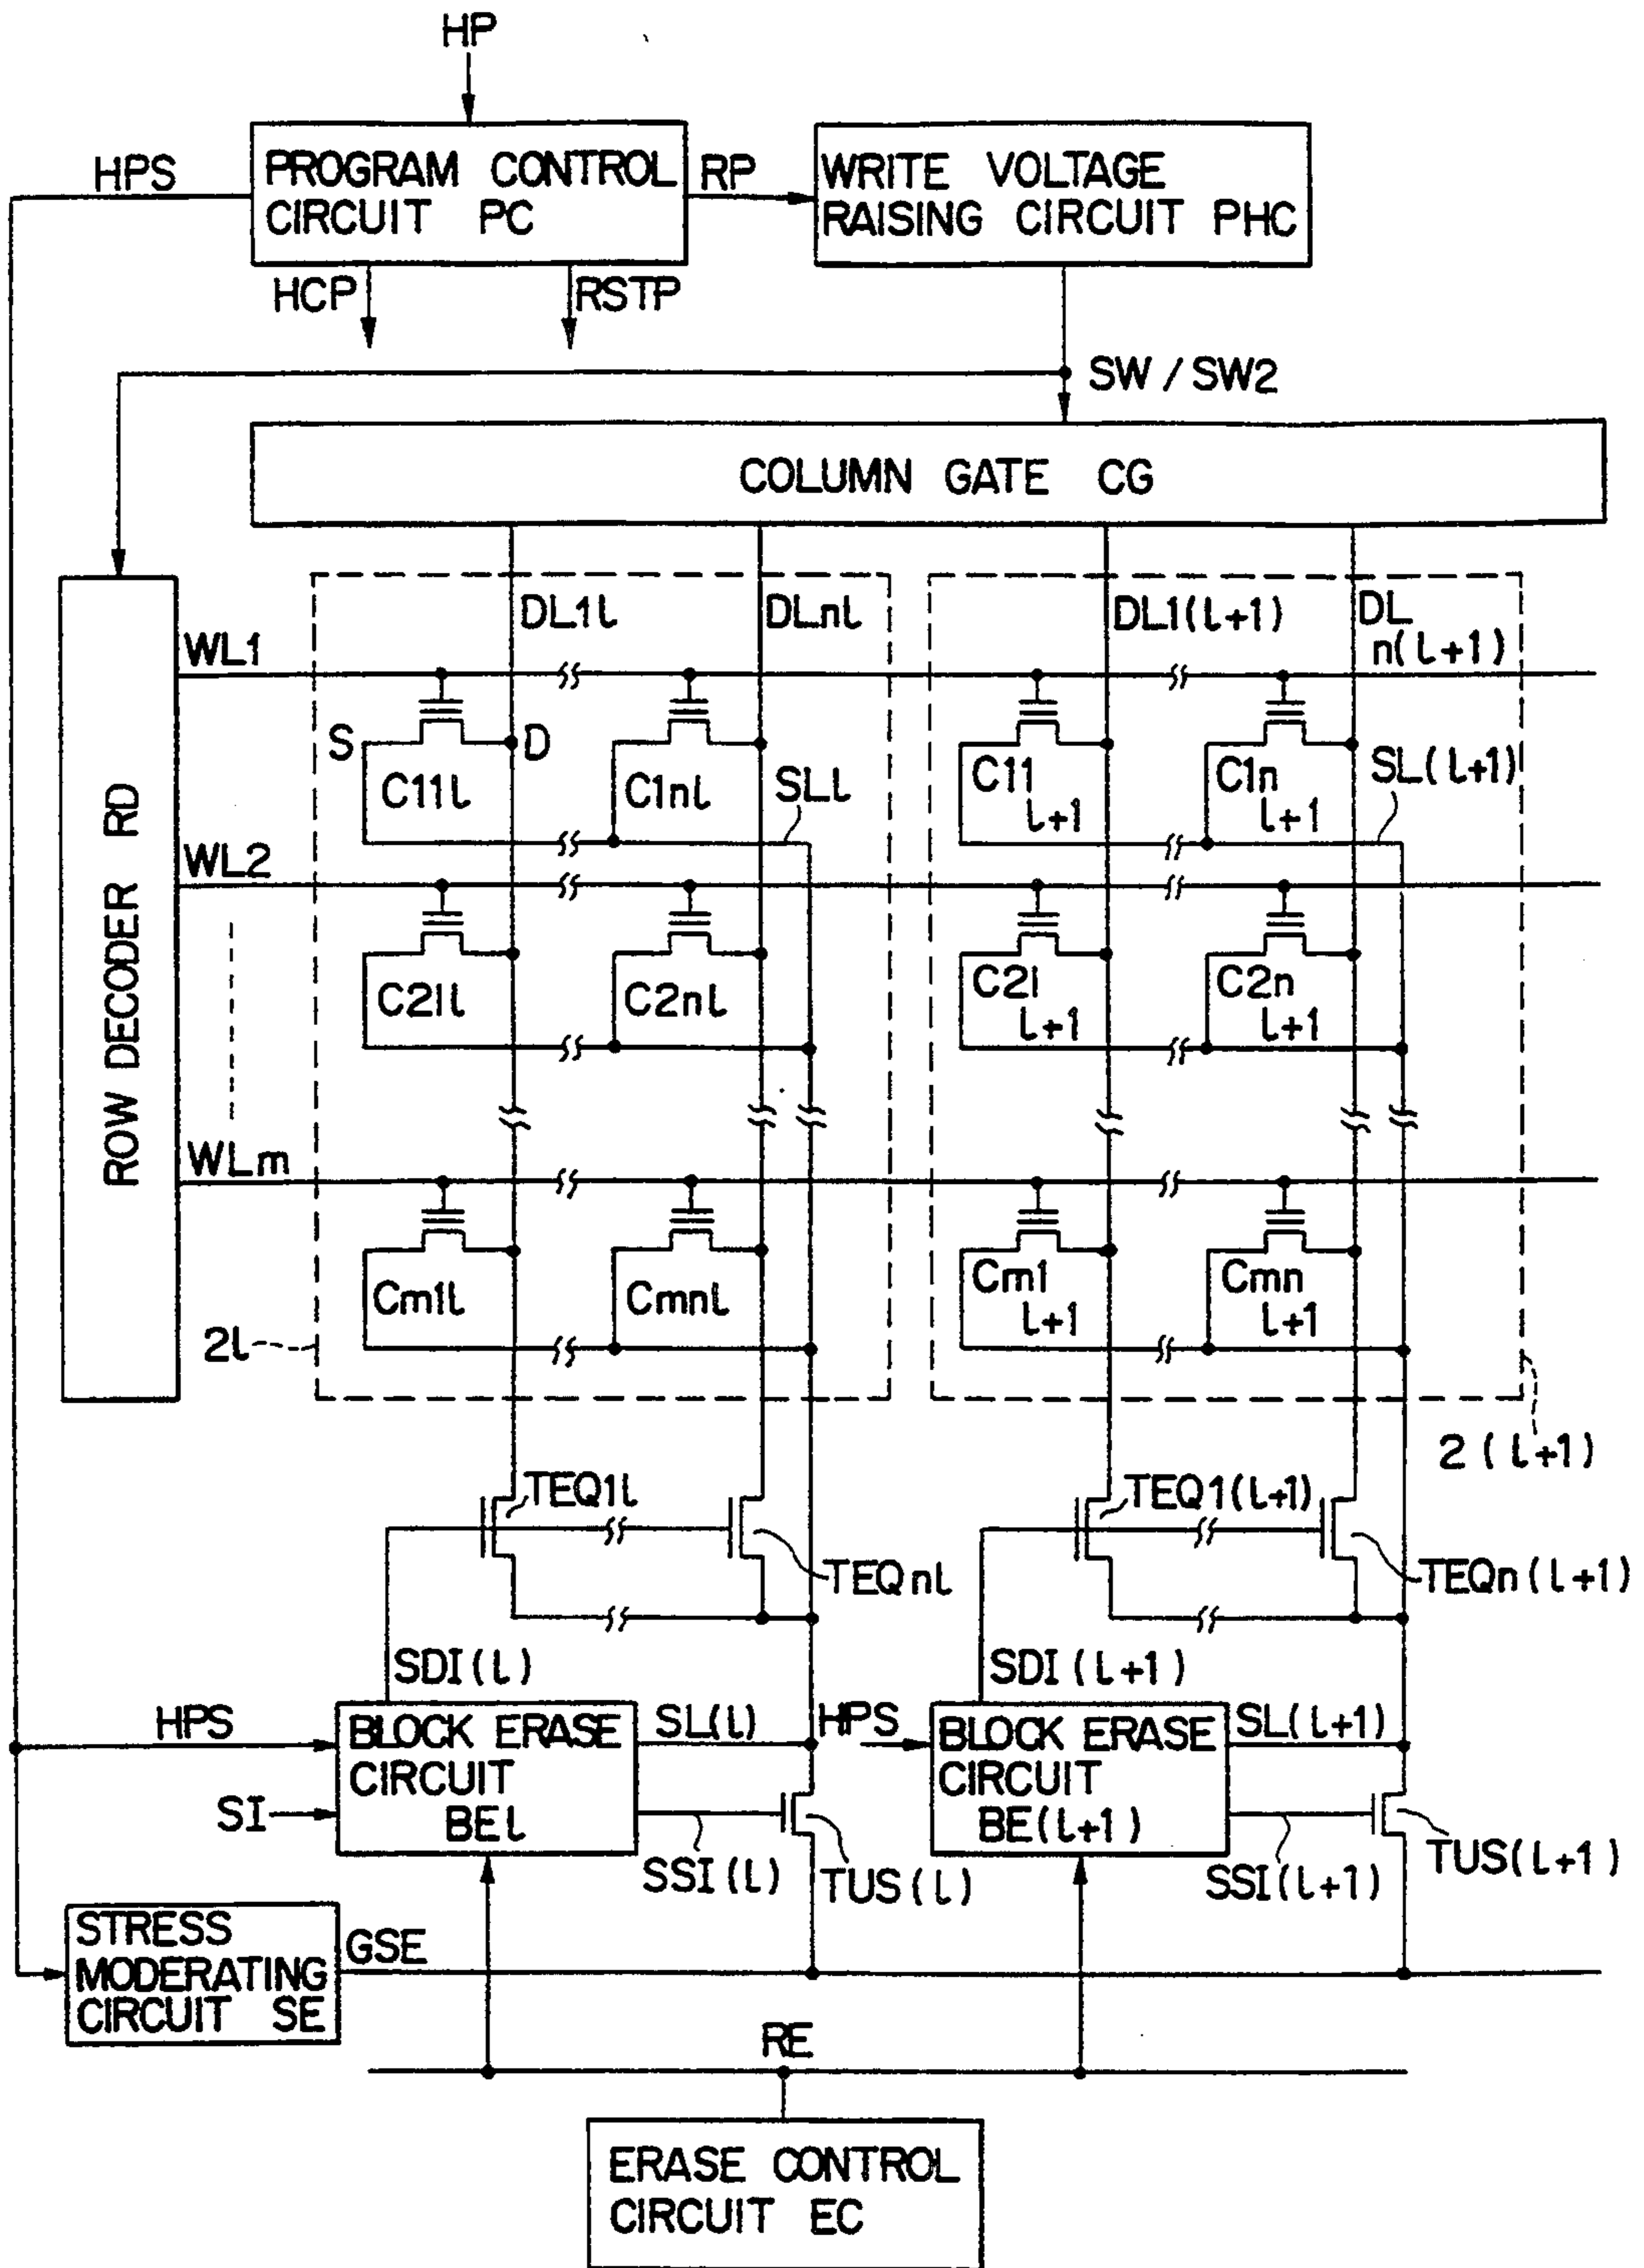 HP
HPS
PROGRAM CONTROL
CIRCUIT PC
RP
WRITE VOLTAGE
RAISING CIRCUIT PHC
HCP
RSTP
SW / SW2
COLUMN GATE CG
ROW DECODER RD
DL1l
DLnl
DL1(l+1)
DL
n(l+1)
WL1
S
D
C11l
C1nl
SLl
C11
l+1
C1n
l+1
SL(l+1)
WL2
C2ll
C2nl
C2l
l+1
C2n
l+1
WLm
Cm1l
Cmnl
Cm1
l+1
Cmn
l+1
2l
2(l+1)
TEQ1l
TEQnl
TEQ1(l+1)
TEQn(l+1)
SDI(l)
SDI(l+1)
HPS
BLOCK ERASE
CIRCUIT
BEl
SL(l)
HPS
BLOCK ERASE
CIRCUIT
BE(l+1)
SL(l+1)
SI
SSI(l)
TUS(l)
SSI(l+1)
TUS(l+1)
STRESS
MODERATING
CIRCUIT SE
GSE
RE
ERASE CONTROL
CIRCUIT EC